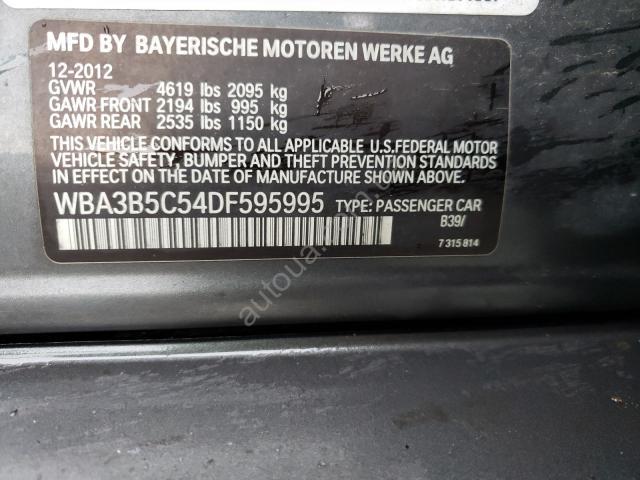 MFD BY BAYERISCHE MOTOREN WERKE AG
12-2012
GVWR 4619 lbs 2095 kg
GAWR FRONT 2194 lbs 995 kg
GAWR REAR 2535 lbs 1150 kg
THIS VEHICLE CONFORMS TO ALL APPLICABLE U.S.FEDERAL MOTOR
VEHICLE SAFETY, BUMPER AND THEFT PREVENTION STANDARDS
IN EFFECT ON THE DATE OF MANUFACTURE SHOWN ABOVE.
WBA3B5C54DF595995 TYPE: PASSENGER CAR
B39/
7 315 814
autoua